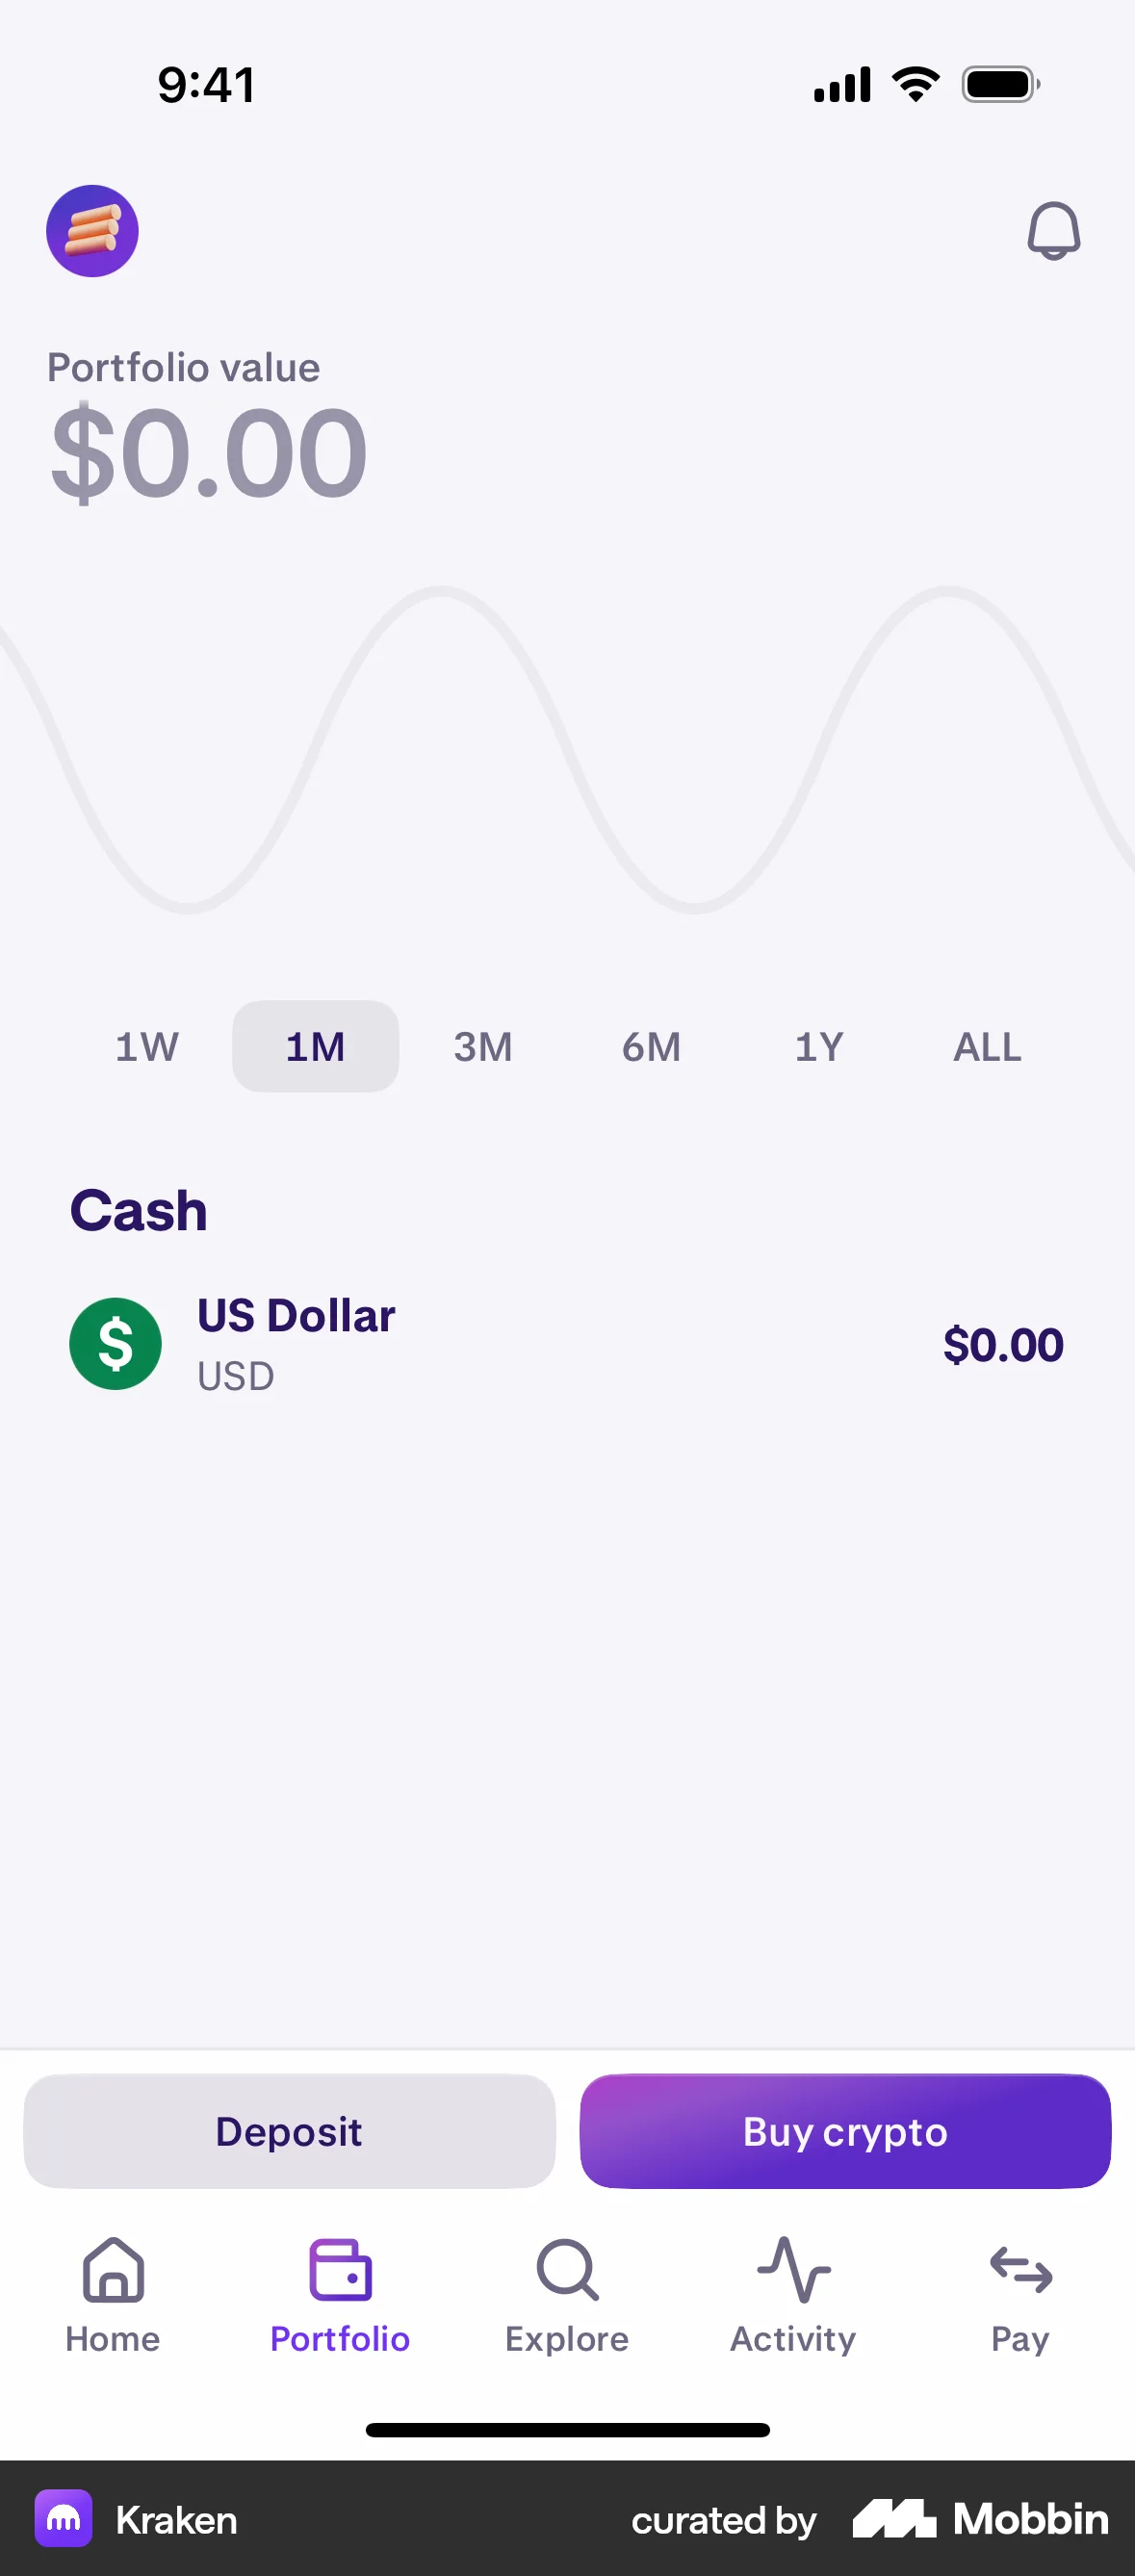 9:41
Portfolio value
$0.00
1W 1M 3M 6M 1Y ALL
Cash
$ US Dollar
USD
$0.00
Deposit
Buy crypto
Home Portfolio Explore Activity Pay
Kraken
curated by Mobbin